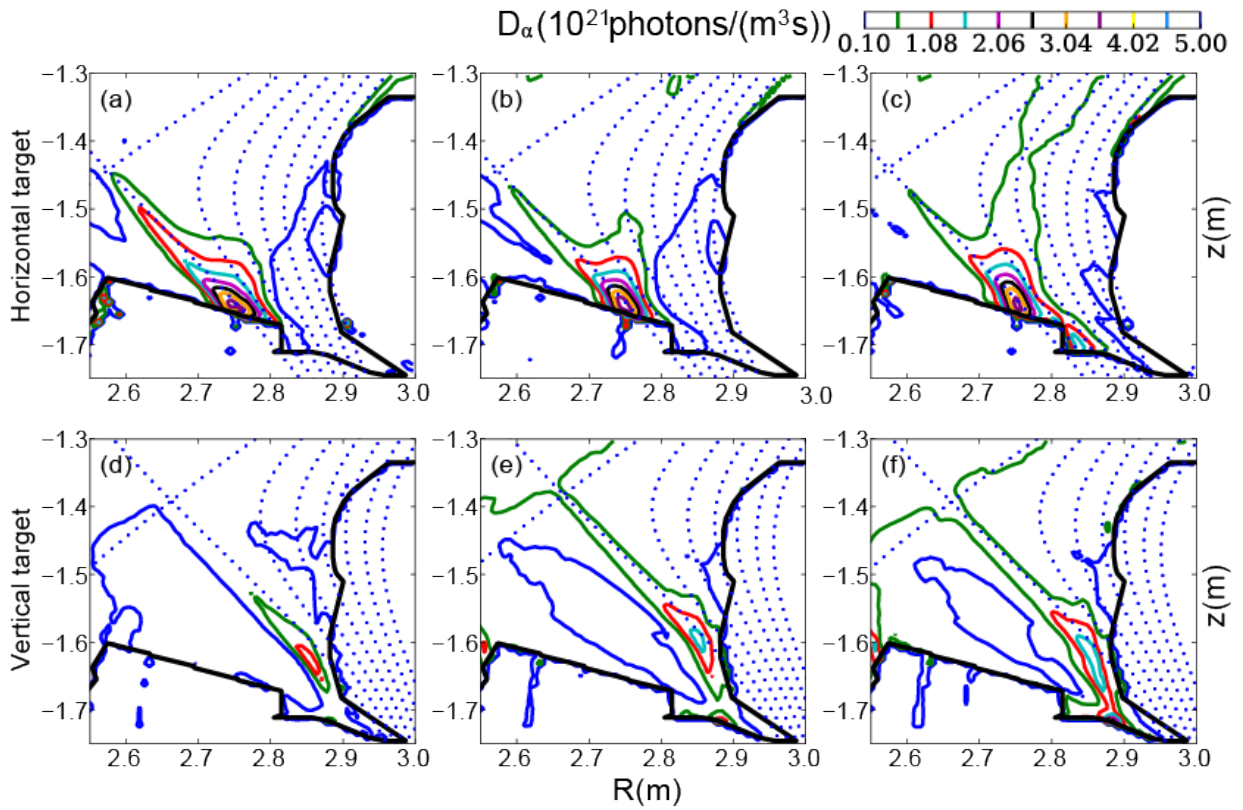 Dα(10²¹photons/(m³s))
0.10 1.08 2.06 3.04 4.02 5.00
Horizontal target
(a) (b) (c)
−1.3 −1.3 −1.3
−1.4 −1.4 −1.4
−1.5 −1.5 −1.5
−1.6 −1.6 −1.6
−1.7 −1.7 −1.7
z(m)
2.6 2.7 2.8 2.9 3.0 2.6 2.7 2.8 2.9 3.0 2.6 2.7 2.8 2.9 3.0
Vertical target
(d) (e) (f)
−1.3 −1.3 −1.3
−1.4 −1.4 −1.4
−1.5 −1.5 −1.5
−1.6 −1.6 −1.6
−1.7 −1.7 −1.7
z(m)
2.6 2.7 2.8 2.9 3.0 2.6 2.7 2.8 2.9 3.0 2.6 2.7 2.8 2.9 3.0
R(m)